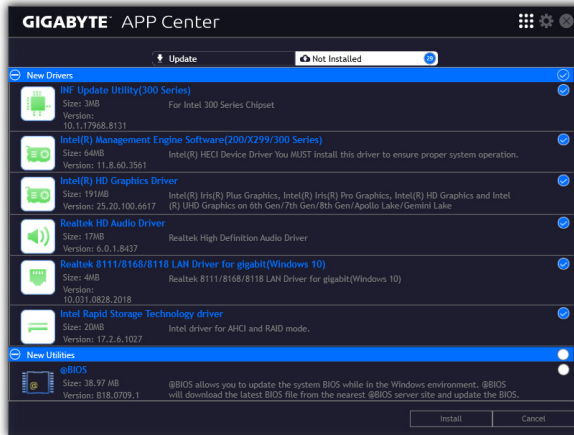 GIGABYTE™ APP Center
Update
Not Installed
29
New Drivers
INF Update Utility(300 Series)
Size: 3MB
For Intel 300 Series Chipset
Version:
10.1.17968.8131
Intel(R) Management Engine Software(200/X299/300 Series)
Size: 64MB
Intel(R) HECI Device Driver You MUST install this driver to ensure proper system operation.
Version: 11.8.60.3561
Intel(R) HD Graphics Driver
Size: 191MB
Intel(R) Iris(R) Plus Graphics, Intel(R) Iris(R) Pro Graphics, Intel(R) HD Graphics and Intel
Version: 25.20.100.6617
(R) UHD Graphics on 6th Gen/7th Gen/8th Gen/Apollo Lake/Gemini Lake
Realtek HD Audio Driver
Size: 17MB
Realtek High Definition Audio Driver
Version: 6.0.1.8437
Realtek 8111/8168/8118 LAN Driver for gigabit(Windows 10)
Size: 4MB
Realtek 8111/8168/8118 LAN Driver for gigabit(Windows 10)
Version:
10.031.0828.2018
Intel Rapid Storage Technology driver
Size: 20MB
Intel driver for AHCI and RAID mode.
Version: 17.2.6.1027
New Utilities
@BIOS
Size: 38.97 MB
@BIOS allows you to update the system BIOS while in the Windows environment. @BIOS
Version: B18.0709.1
will download the latest BIOS file from the nearest @BIOS server site and update the BIOS.
@
Install
Cancel